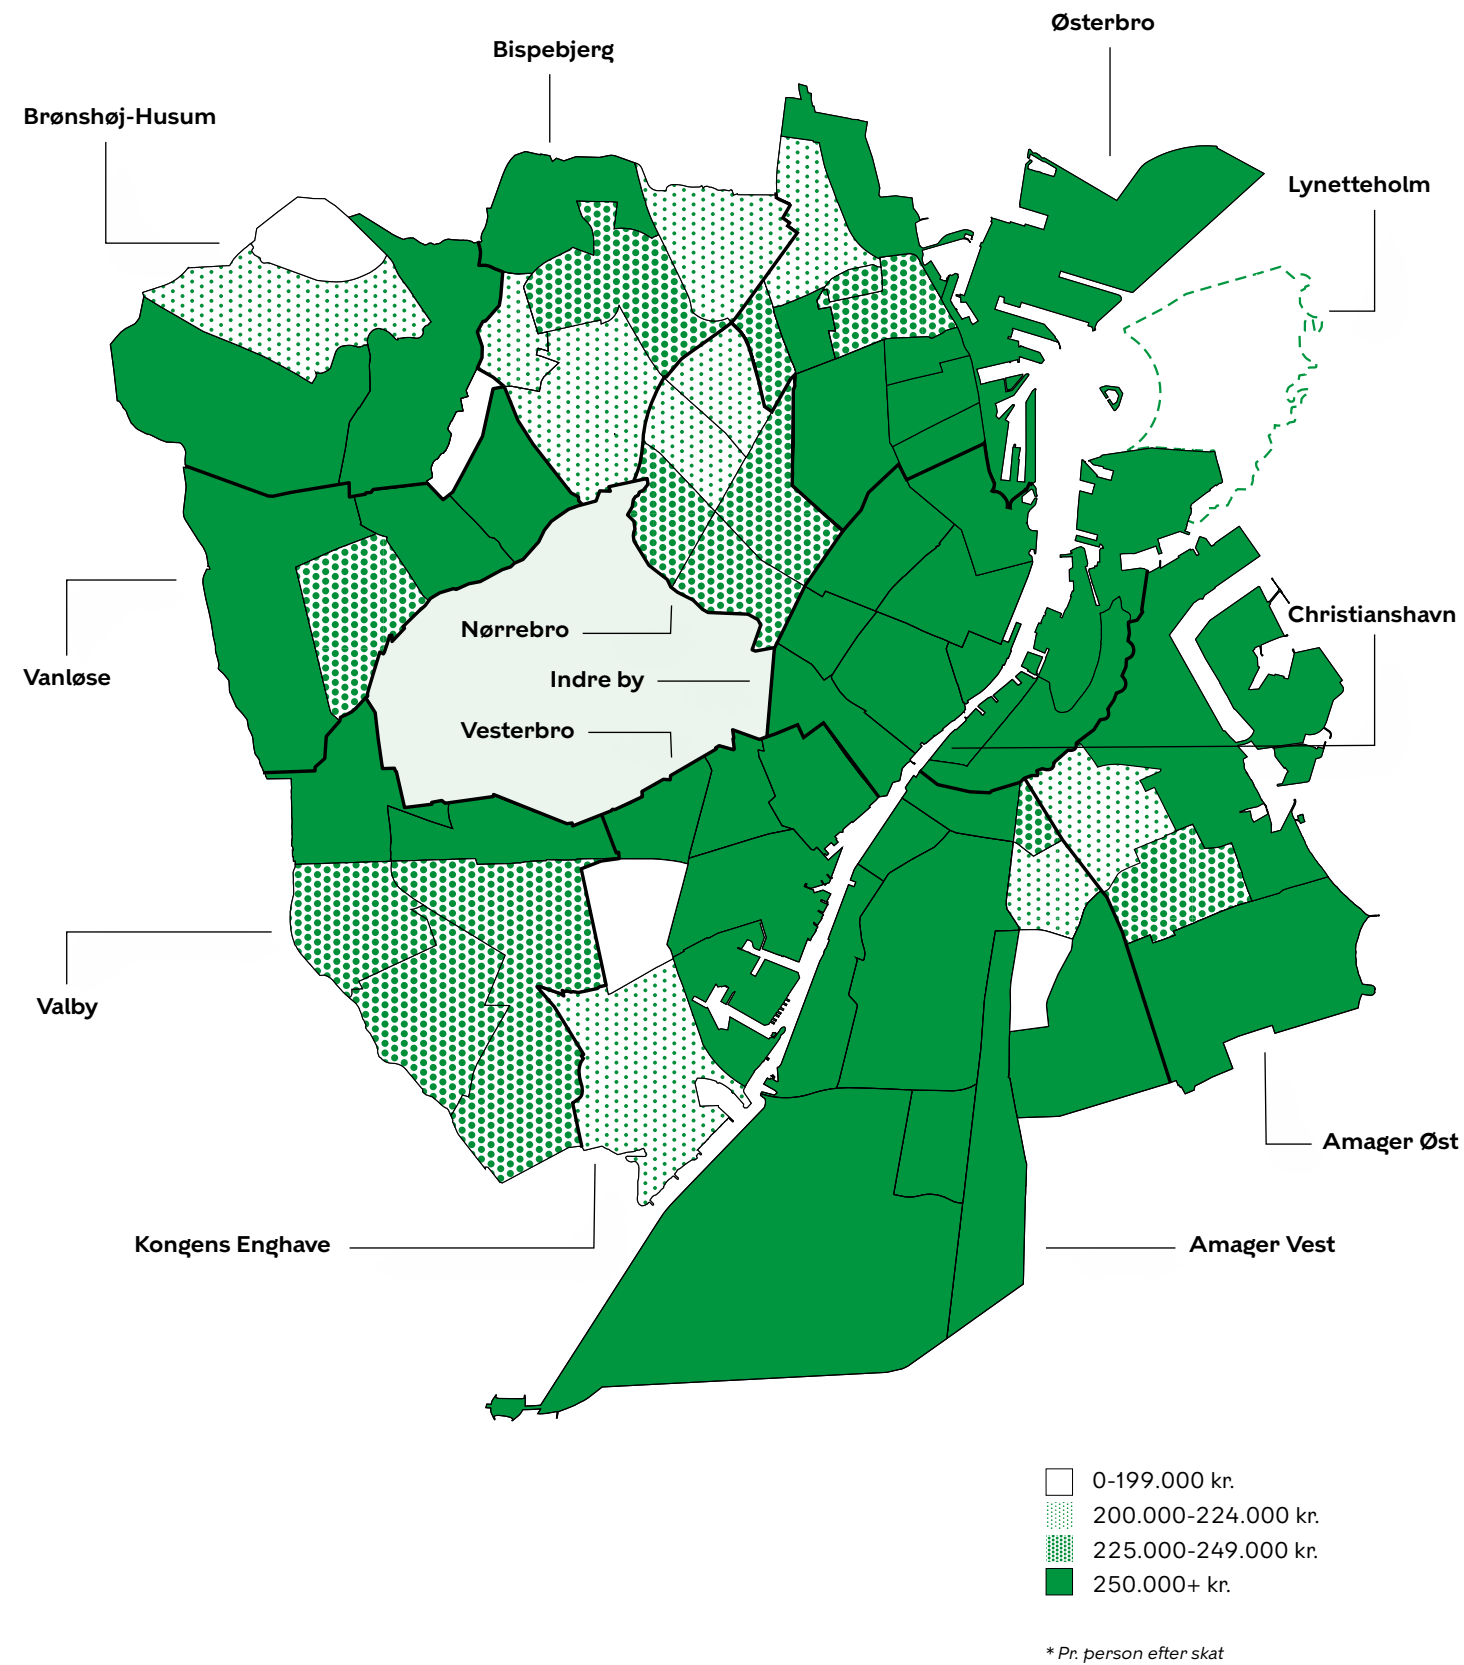 Østerbro
Bispebjerg
Brønshøj-Husum
Lynetteholm
Christianshavn
Nørrebro
Vanløse
Indre by
Vesterbro
Valby
Amager Øst
Kongens Enghave
Amager Vest
0-199.000 kr.
200.000-224.000 kr.
225.000-249.000 kr.
250.000+ kr.
* Pr. person efter skat